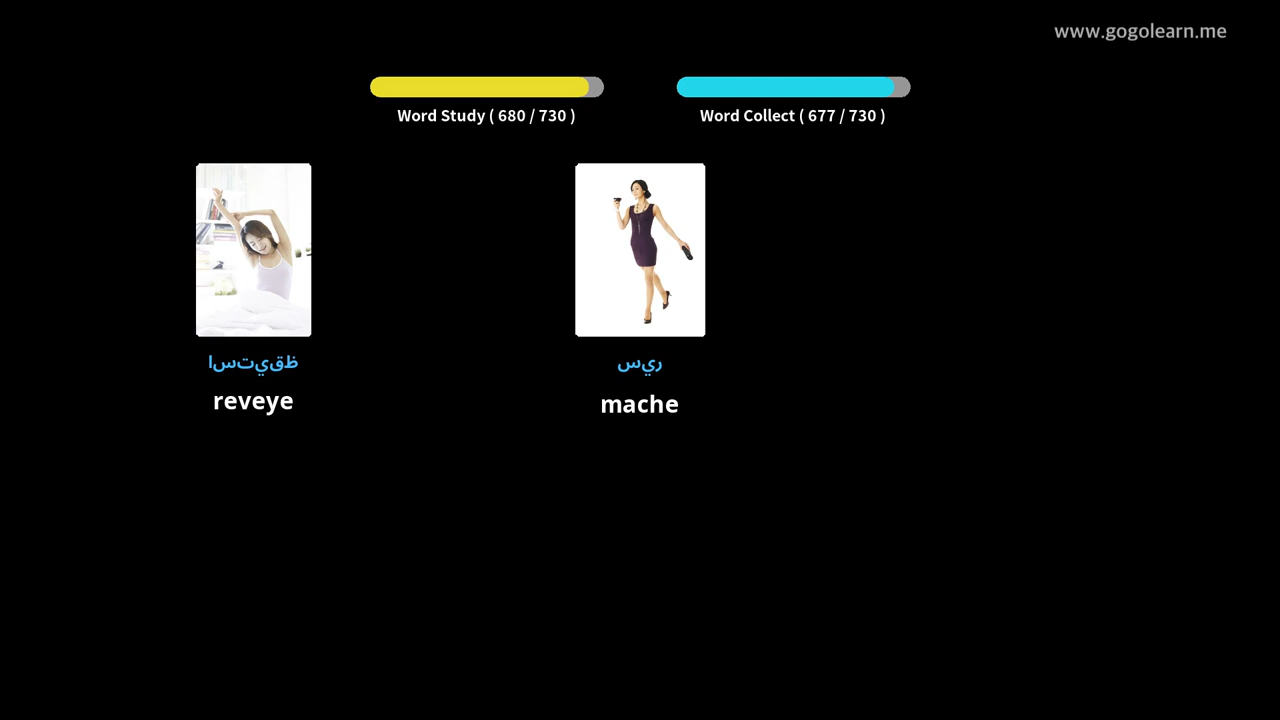 www.gogolearn.me
Word Study ( 680 / 730 )
Word Collect ( 677 / 730 )
استيقظ
سير
reveye
mache